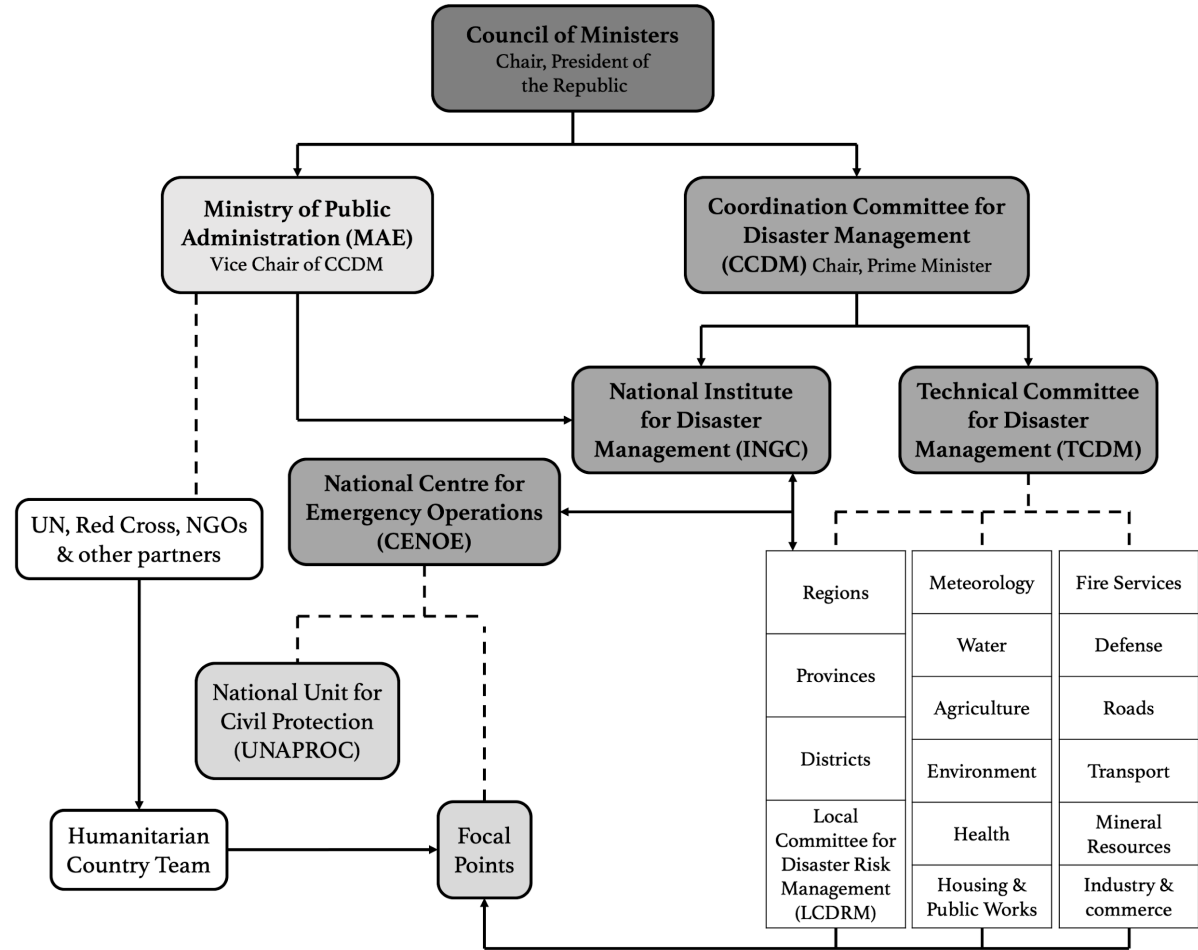 Council of Ministers
Chair, President of
the Republic
Ministry of Public
Administration (MAE)
Vice Chair of CCDM
Coordination Committee for
Disaster Management
(CCDM) Chair, Prime Minister
National Institute
for Disaster
Management (INGC)
Technical Committee
for Disaster
Management (TCDM)
National Centre for
Emergency Operations
(CENOE)
UN, Red Cross, NGOs
& other partners
National Unit for
Civil Protection
(UNAPROC)
Humanitarian
Country Team
Focal
Points
Regions
Provinces
Districts
Local
Committee for
Disaster Risk
Management
(LCDRM)
Meteorology
Water
Agriculture
Environment
Health
Housing &
Public Works
Fire Services
Defense
Roads
Transport
Mineral
Resources
Industry &
commerce